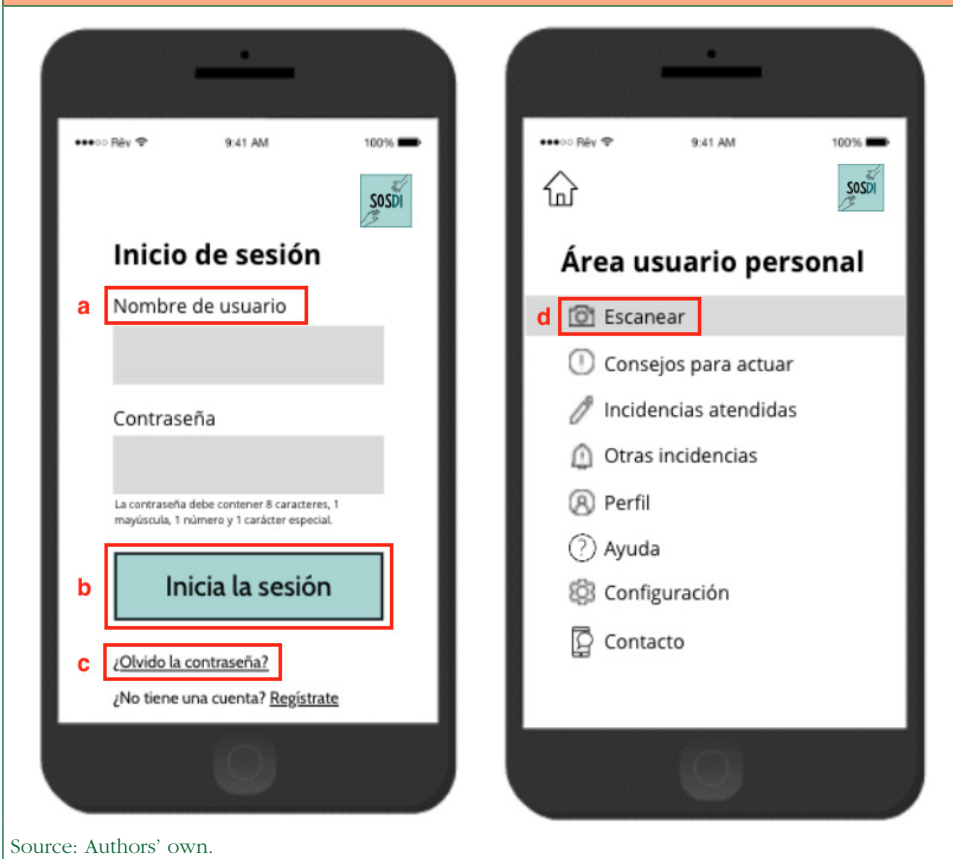 ●●●○○ Rév 9:41 AM 100%
SOSDI
Inicio de sesión
a Nombre de usuario
Contraseña
La contraseña debe contener 8 caracteres, 1
mayúscula, 1 número y 1 carácter especial.
b Inicia la sesión
c ¿Olvido la contraseña?
¿No tiene una cuenta? Regístrate
●●●○○ Rév 9:41 AM 100%
SOSDI
Área usuario personal
d Escanear
Consejos para actuar
Incidencias atendidas
Otras incidencias
Perfil
Ayuda
Configuración
Contacto
Source: Authors’ own.